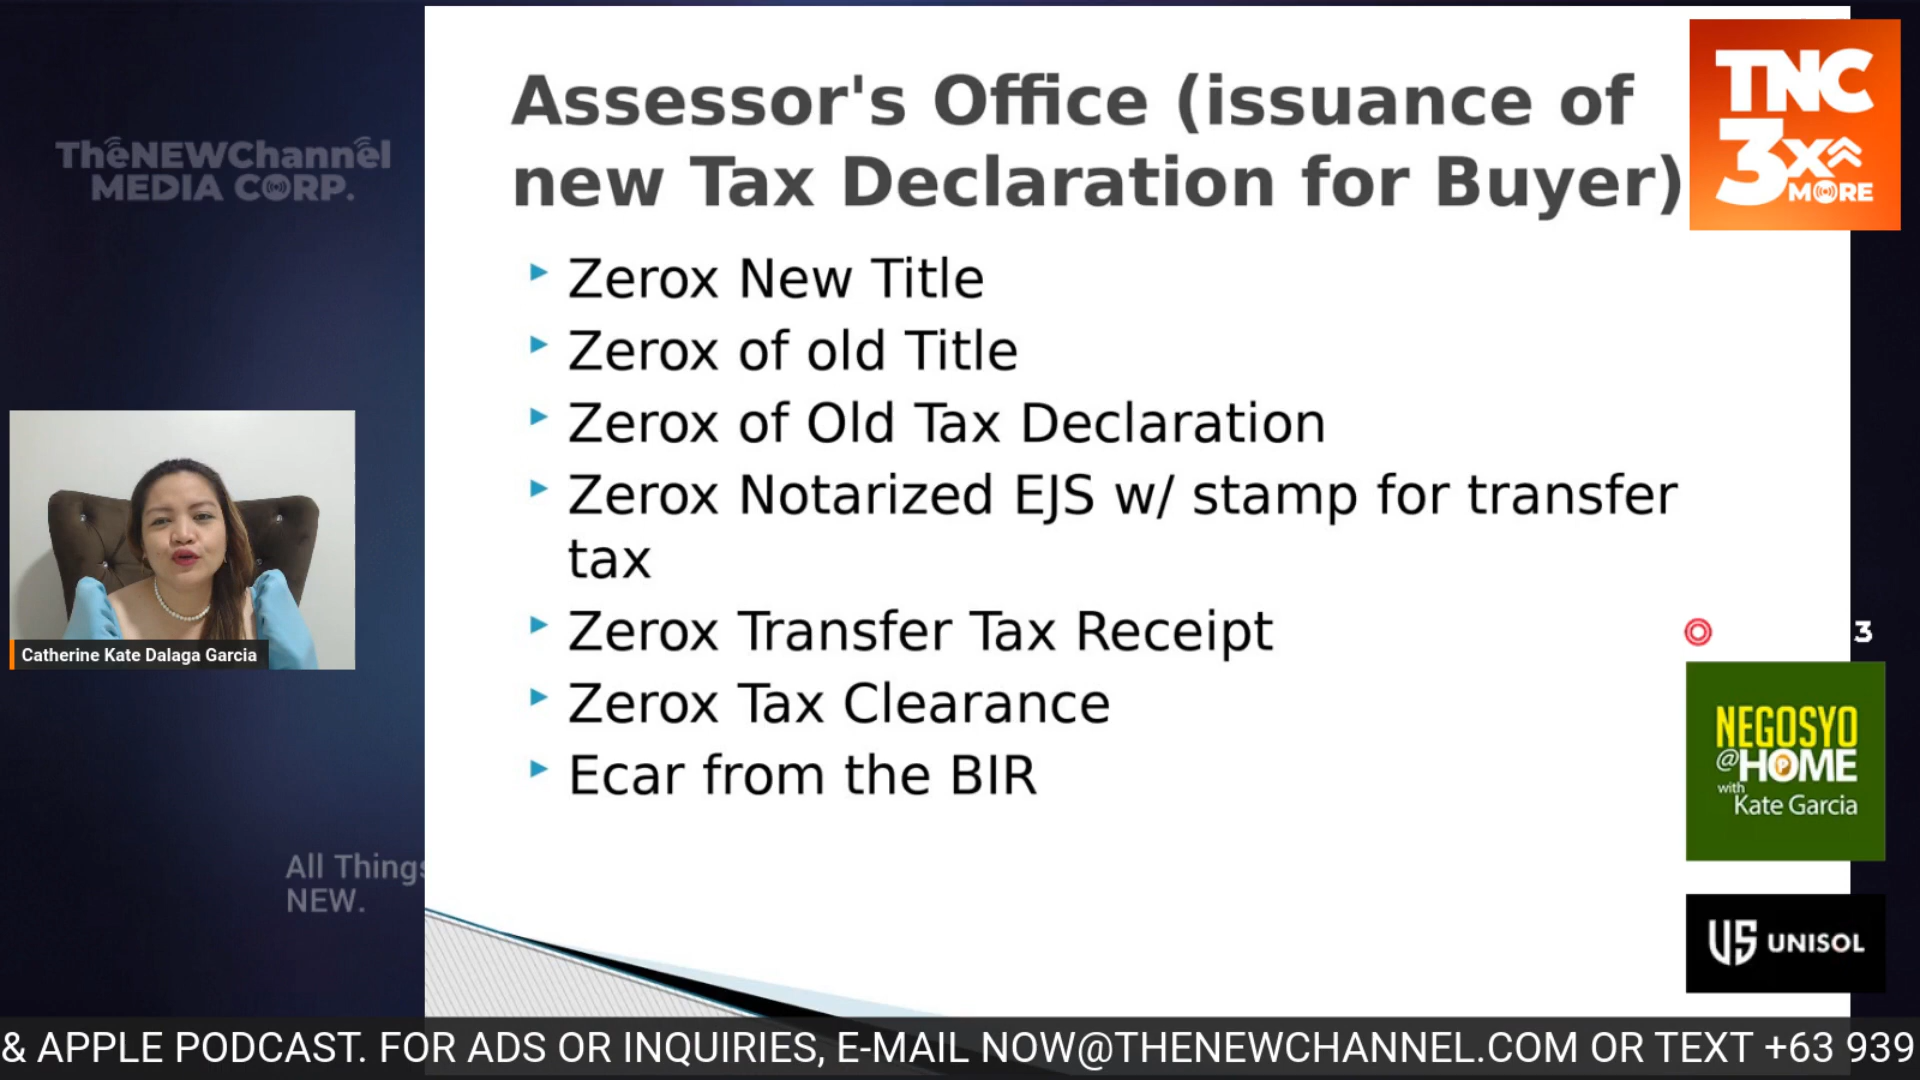 TheNEWChannel
MEDIA CORP.
Assessor's Office (issuance of
new Tax Declaration for Buyer)
Zerox New Title
Zerox of old Title
Zerox of Old Tax Declaration
Zerox Notarized EJS w/ stamp for transfer
tax
Zerox Transfer Tax Receipt
Zerox Tax Clearance
Ecar from the BIR
TNC
3x
MORE
Catherine Kate Dalaga Garcia
3
NEGOSYO
@HOME
with
Kate Garcia
All Things
NEW.
US UNISOL
& APPLE PODCAST. FOR ADS OR INQUIRIES, E-MAIL NOW@THENEWCHANNEL.COM OR TEXT +63 939